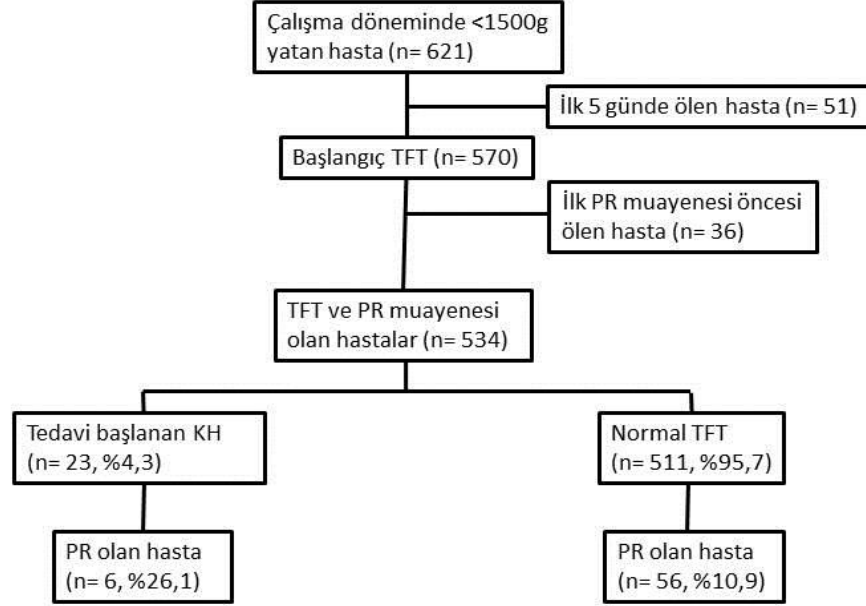 Çalışma döneminde <1500g
yatan hasta (n= 621)
İlk 5 günde ölen hasta (n= 51)
Başlangıç TFT (n= 570)
İlk PR muayenesi öncesi
ölen hasta (n= 36)
TFT ve PR muayenesi
olan hastalar (n= 534)
Tedavi başlanan KH
(n= 23, %4,3)
Normal TFT
(n= 511, %95,7)
PR olan hasta
(n= 6, %26,1)
PR olan hasta
(n= 56, %10,9)